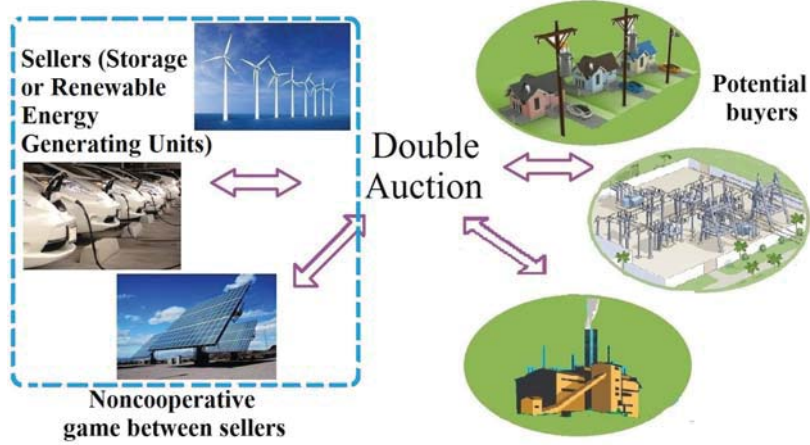 Sellers (Storage
or Renewable
Energy
Generating Units)
Double
Auction
Potential
buyers
Noncooperative
game between sellers